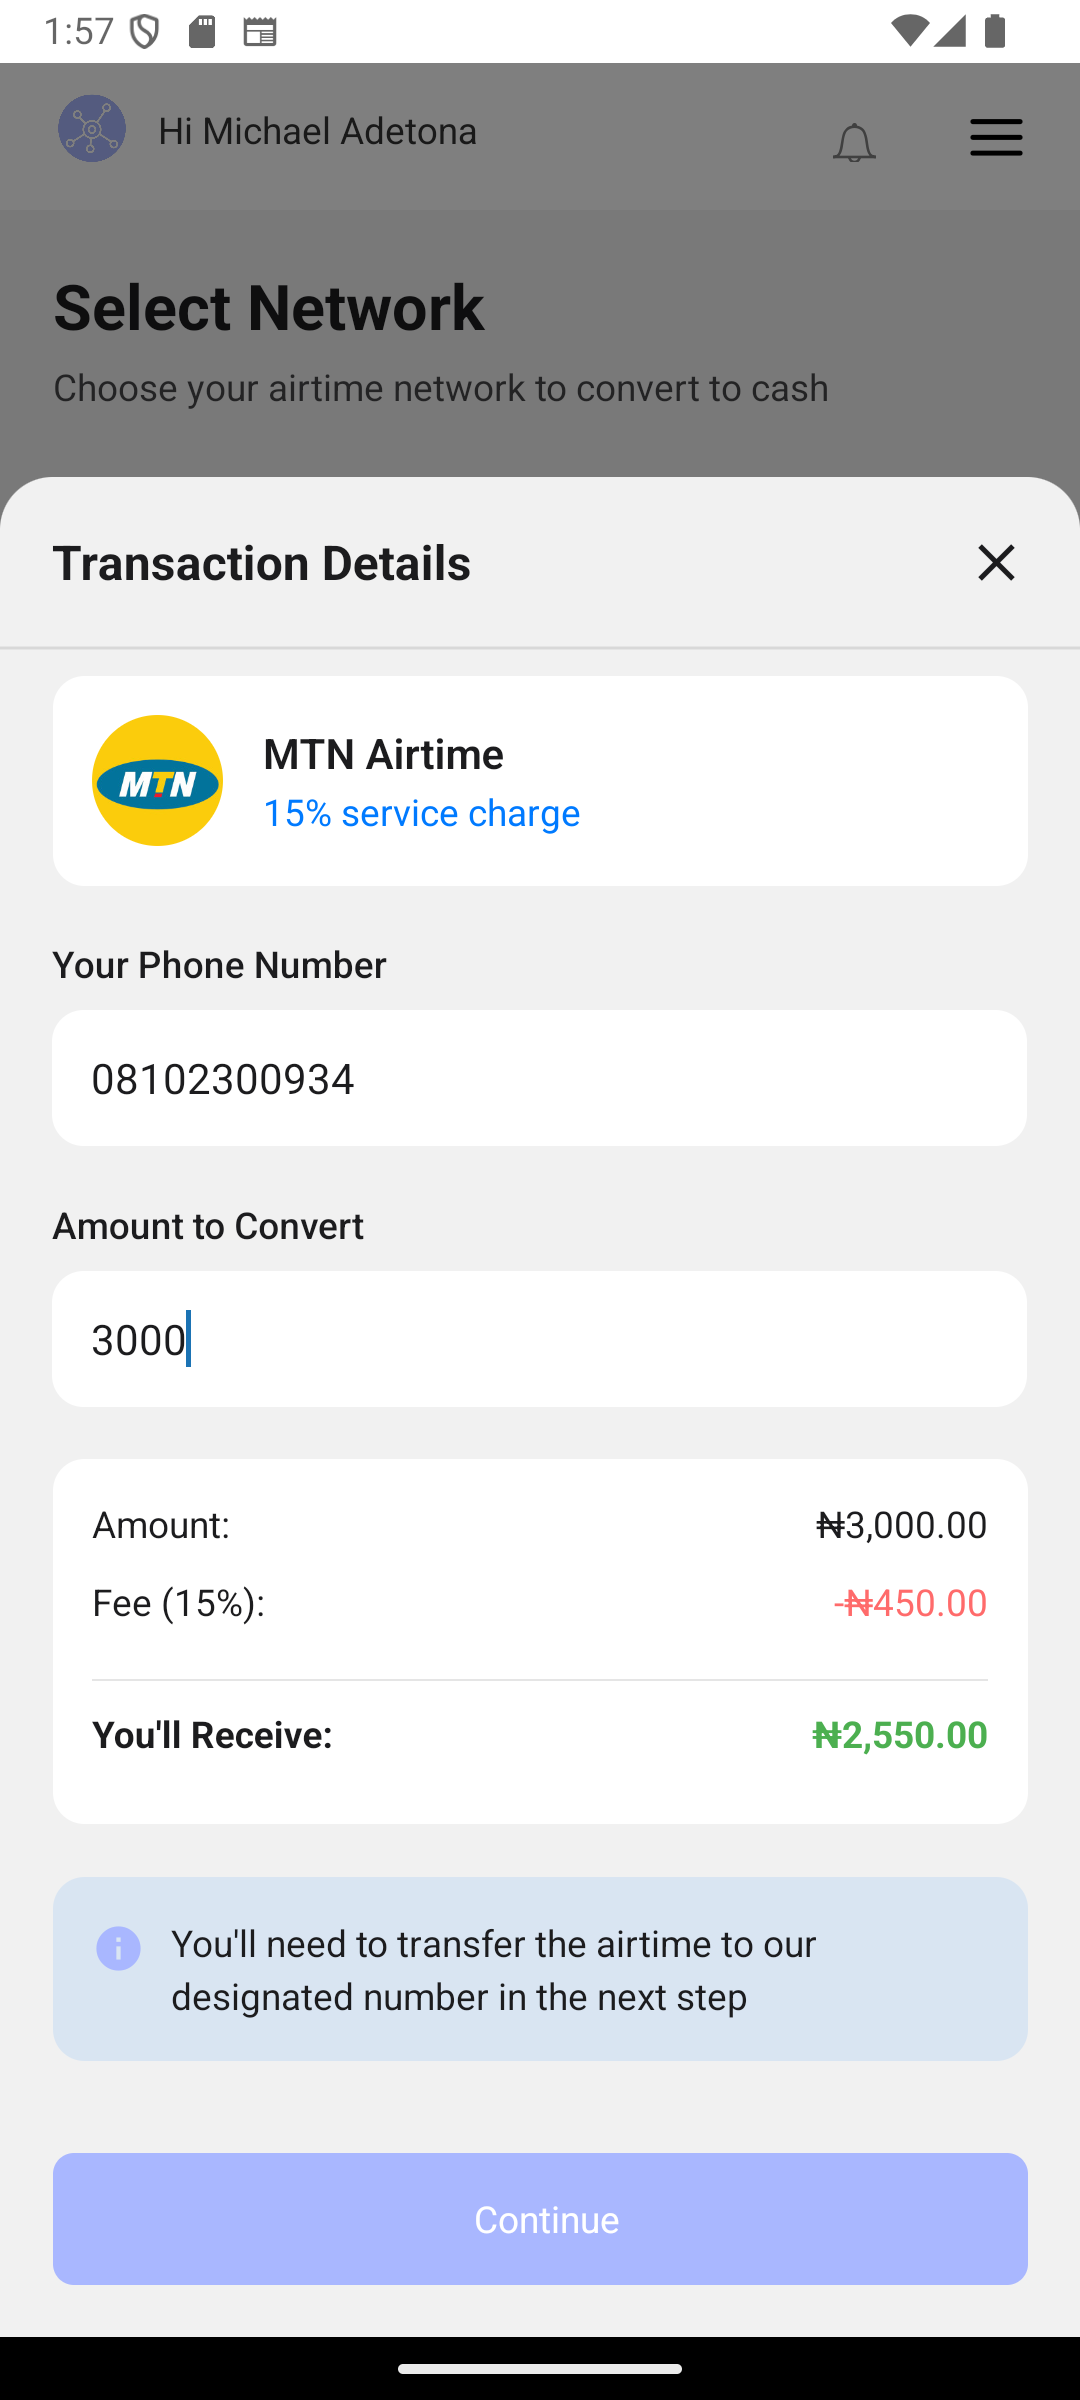 1:57
Hi Michael Adetona
Select Network
Choose your airtime network to convert to cash
Transaction Details
MTN
MTN Airtime
15% service charge
Your Phone Number
08102300934
Amount to Convert
3000
Amount: ₦3,000.00
Fee (15%): -₦450.00
You'll Receive: ₦2,550.00
You'll need to transfer the airtime to our
designated number in the next step
Continue